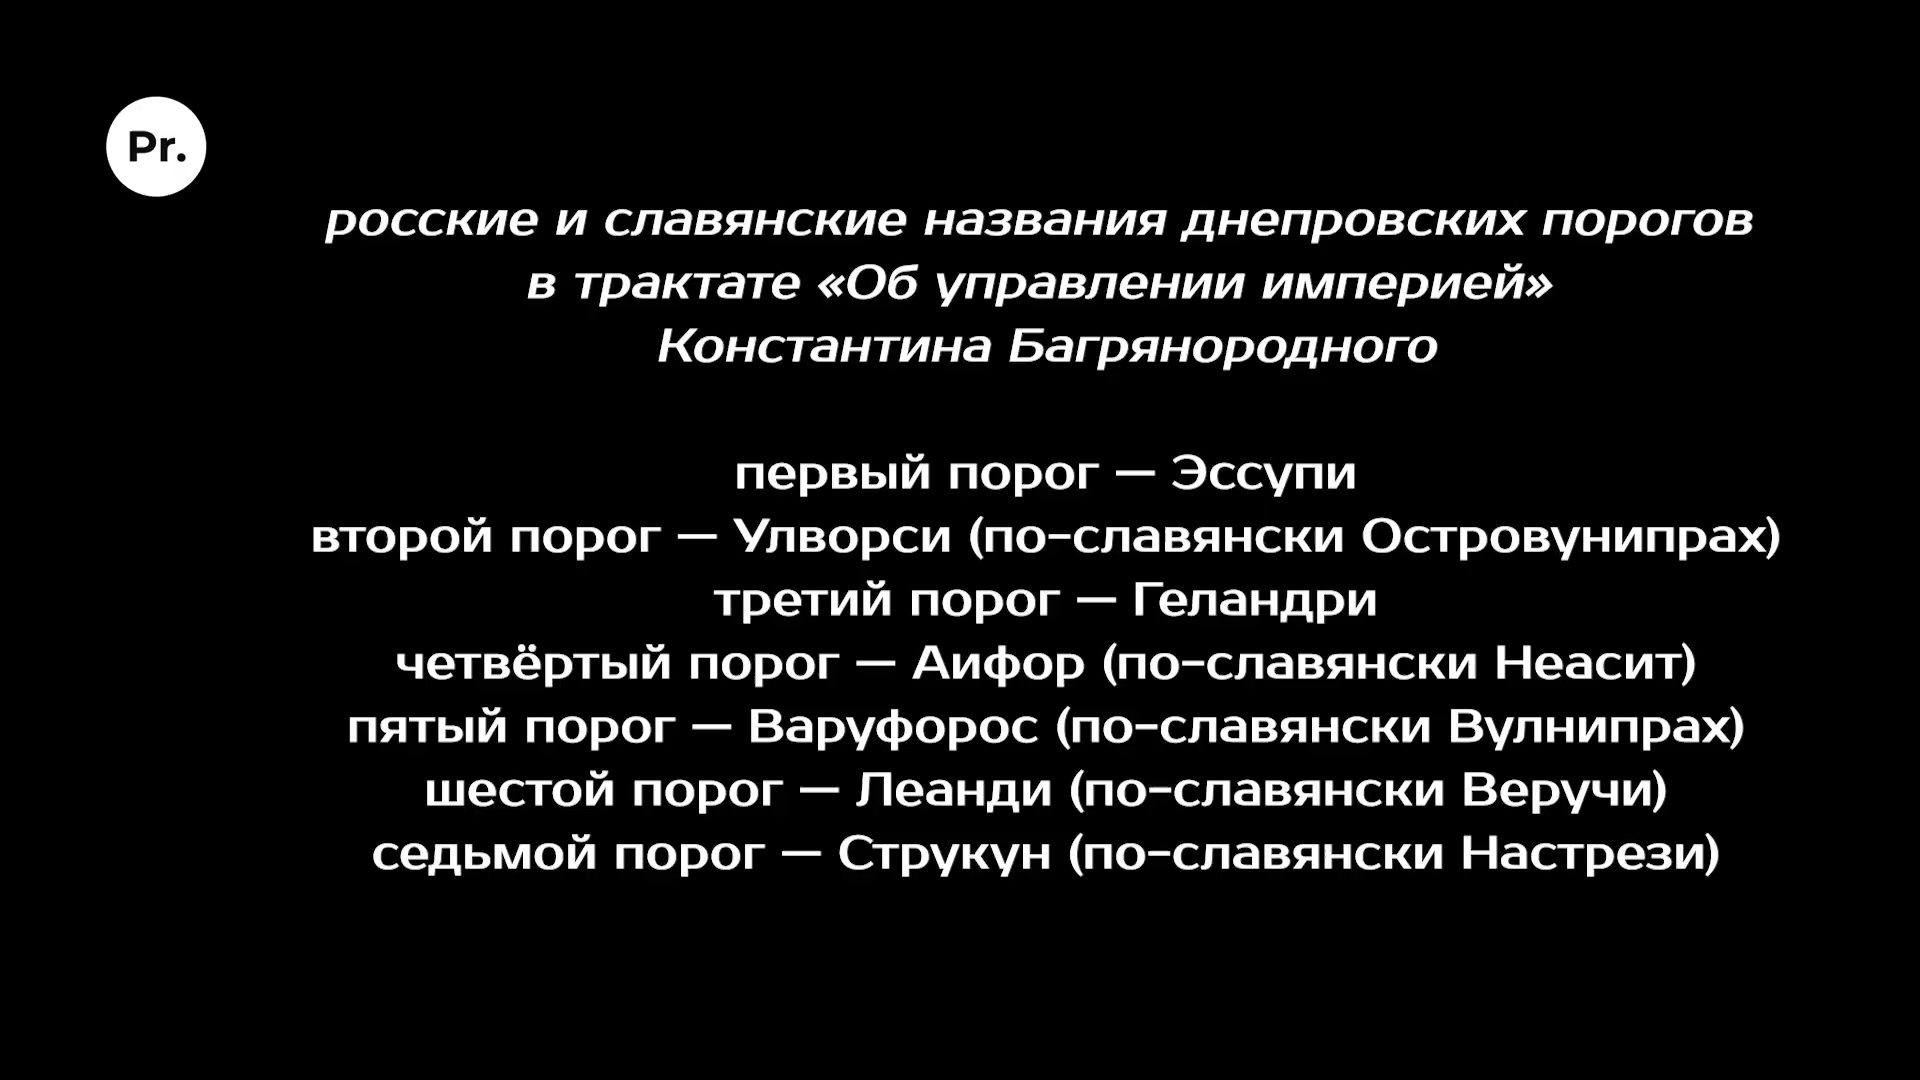 Pr.
росские и славянские названия днепровских порогов
в трактате «Об управлении империей»
Константина Багрянородного
первый порог — Эссупи
второй порог — Улворси (по-славянски Островунипрах)
третий порог — Геландри
четвёртый порог — Аифор (по-славянски Неасит)
пятый порог — Варуфорос (по-славянски Вулнипрах)
шестой порог — Леанди (по-славянски Веручи)
седьмой порог — Струкун (по-славянски Настрези)